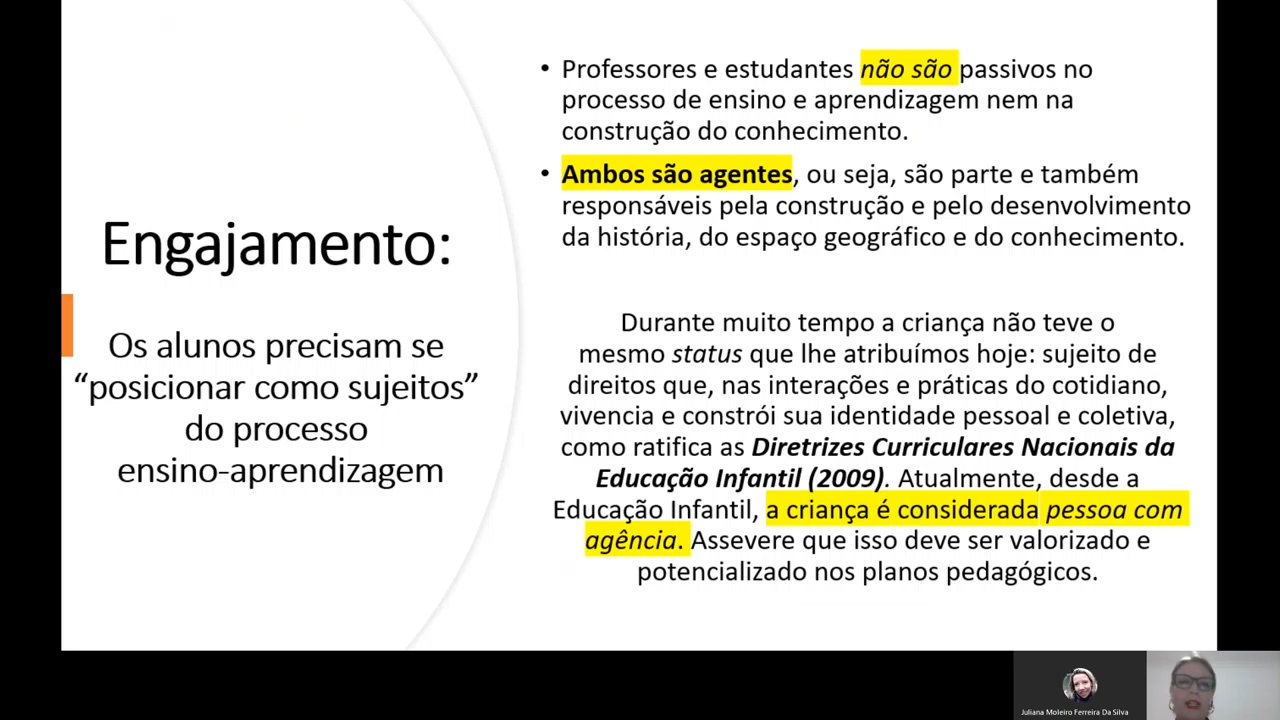 Engajamento:
Os alunos precisam se
“posicionar como sujeitos”
do processo
ensino-aprendizagem
• Professores e estudantes não são passivos no
processo de ensino e aprendizagem nem na
construção do conhecimento.
• Ambos são agentes, ou seja, são parte e também
responsáveis pela construção e pelo desenvolvimento
da história, do espaço geográfico e do conhecimento.
Durante muito tempo a criança não teve o
mesmo status que lhe atribuímos hoje: sujeito de
direitos que, nas interações e práticas do cotidiano,
vivencia e constrói sua identidade pessoal e coletiva,
como ratifica as Diretrizes Curriculares Nacionais da
Educação Infantil (2009). Atualmente, desde a
Educação Infantil, a criança é considerada pessoa com
agência. Assevere que isso deve ser valorizado e
potencializado nos planos pedagógicos.
Juliana Moleiro Ferreira Da Silva